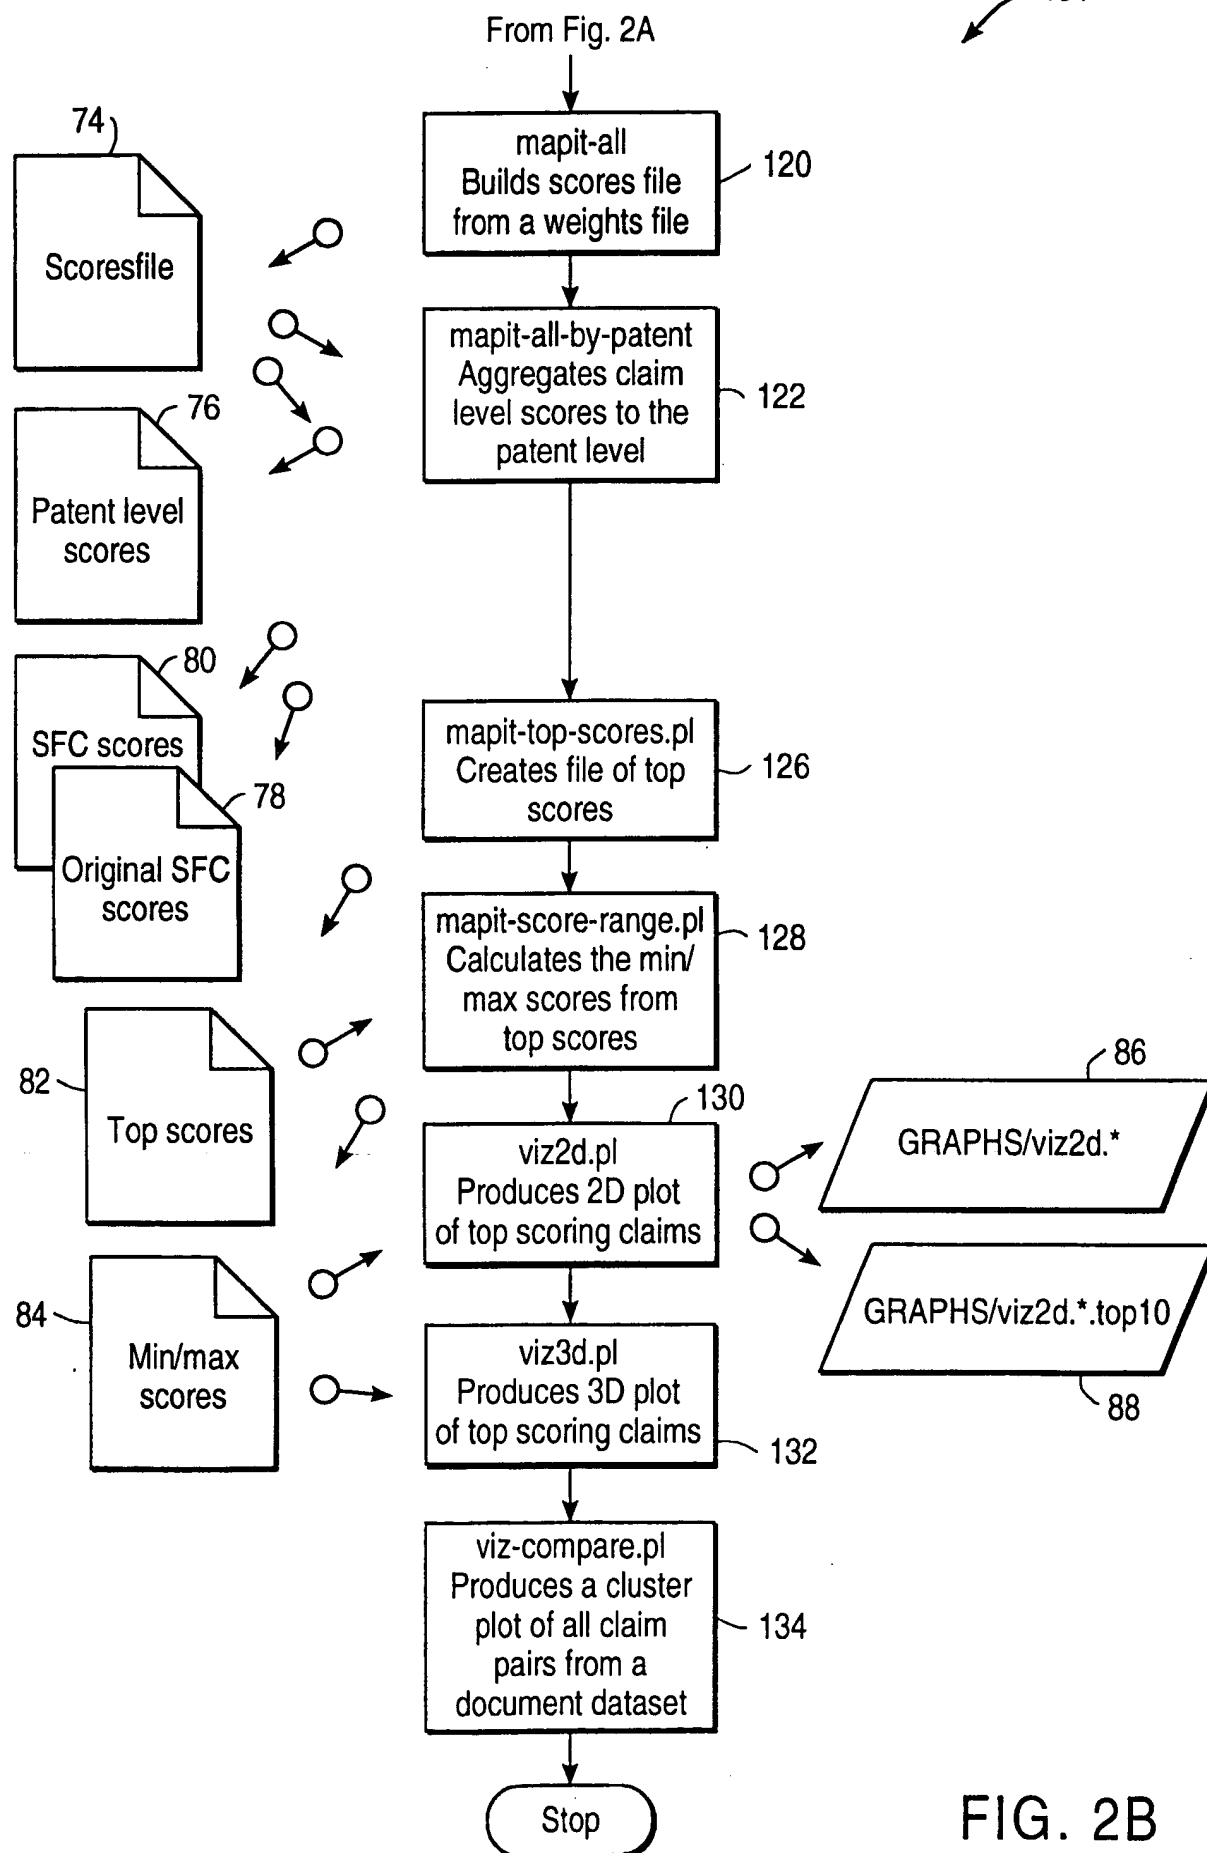 From Fig. 2A
74
mapit-all
Builds scores file
from a weights file
120
Scoresfile
mapit-all-by-patent
Aggregates claim
level scores to the
patent level
122
76
Patent level
scores
80
SFC scores
78
Original SFC
scores
mapit-top-scores.pl
Creates file of top
scores
126
mapit-score-range.pl
Calculates the min/
max scores from
top scores
128
82
Top scores
130
viz2d.pl
Produces 2D plot
of top scoring claims
86
GRAPHS/viz2d.*
GRAPHS/viz2d.*.top10
88
84
Min/max
scores
viz3d.pl
Produces 3D plot
of top scoring claims
132
viz-compare.pl
Produces a cluster
plot of all claim
pairs from a
document dataset
134
Stop
FIG. 2B